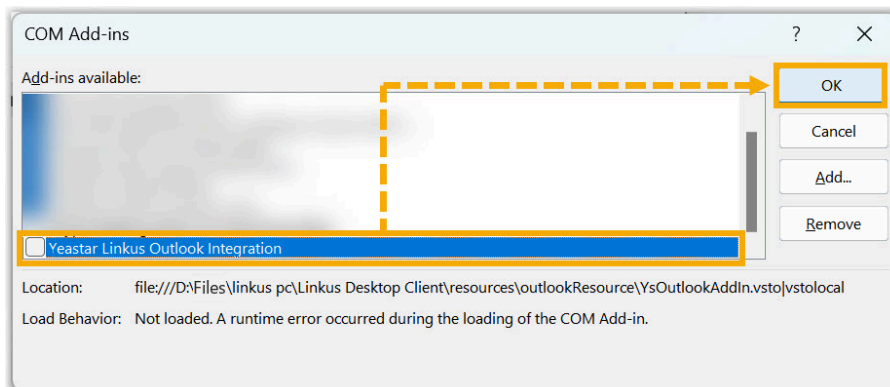 COM Add-ins ?
Add-ins available:
OK
Cancel
Add...
Remove
Yeastar Linkus Outlook Integration
Location: file:///D:\Files\linkus pc\Linkus Desktop Client\resources\outlookResource\YsOutlookAddIn.vsto|vstolocal
Load Behavior: Not loaded. A runtime error occurred during the loading of the COM Add-in.